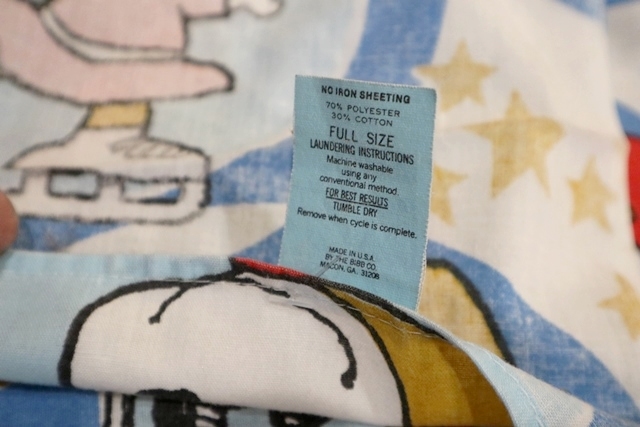 NO IRON SHEETING
70% POLYESTER
30% COTTON
FULL SIZE
LAUNDERING INSTRUCTIONS
Machine washable
using any
conventional method.
FOR BEST RESULTS
TUMBLE DRY
Remove when cycle is complete.
MADE IN U.S.A.
BY THE BIBB CO.
MACON, GA. 31208